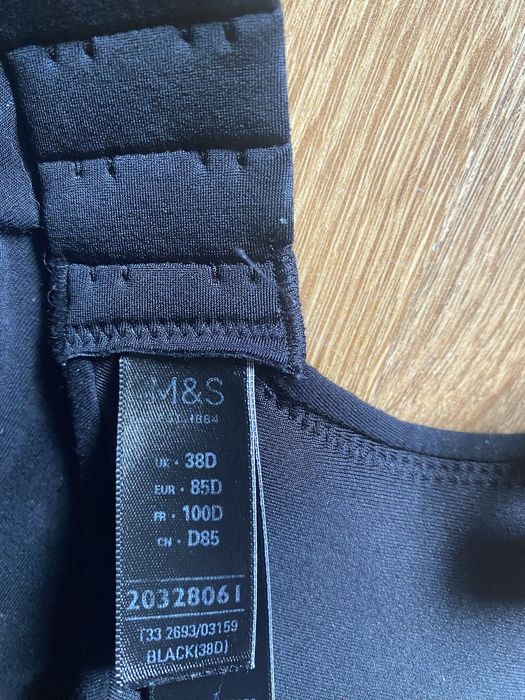 M&S
EST. 1884
UK • 38D
EUR • 85D
FR • 100D
CN • D85
20328061
T33 2693/03159
BLACK(38D)